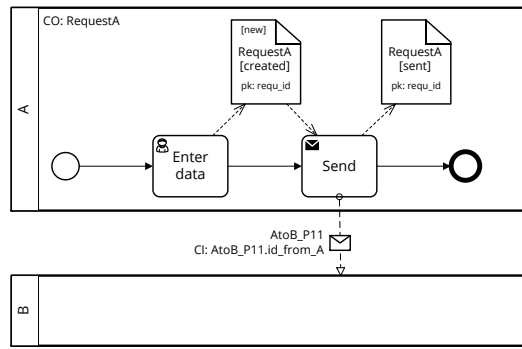 CO: RequestA
A
[new]
RequestA
[created]
pk: requ_id
RequestA
[sent]
pk: requ_id
Enter
data
Send
AtoB_P11
CI: AtoB_P11.id_from_A
B